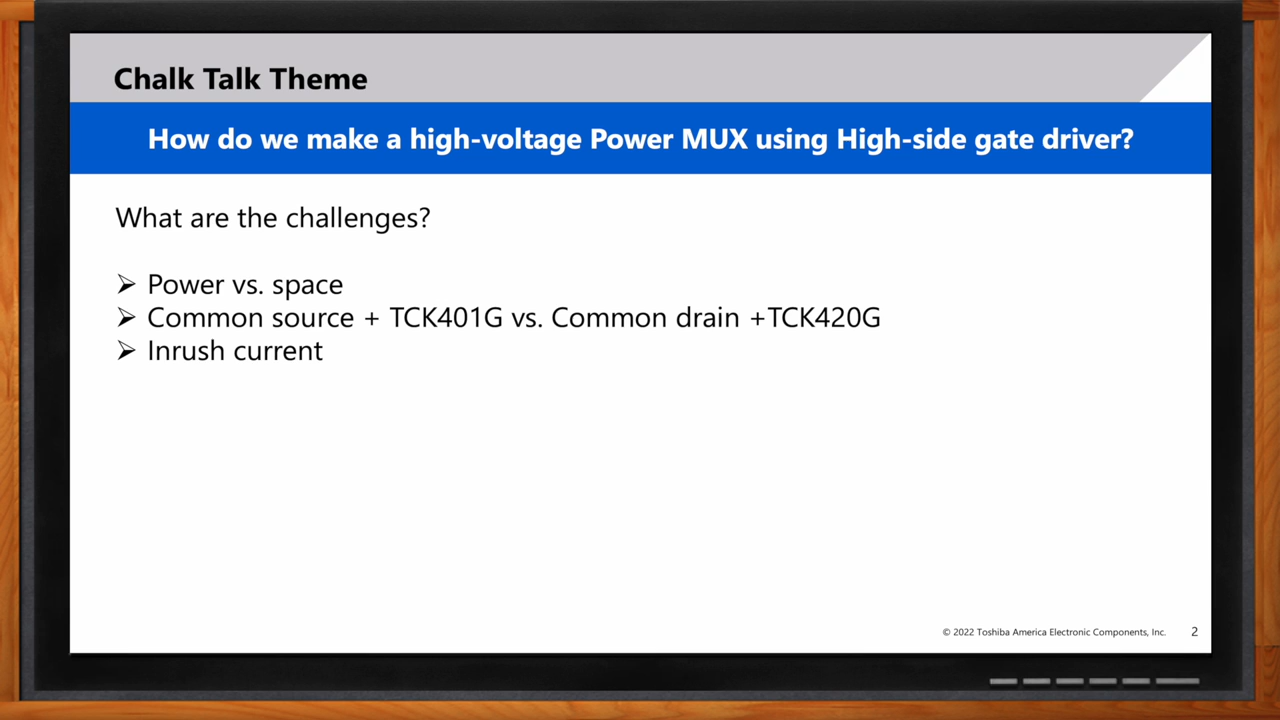 Chalk Talk Theme
How do we make a high-voltage Power MUX using High-side gate driver?
What are the challenges?
➢ Power vs. space
➢ Common source + TCK401G vs. Common drain +TCK420G
➢ Inrush current
© 2022 Toshiba America Electronic Components, Inc. 2